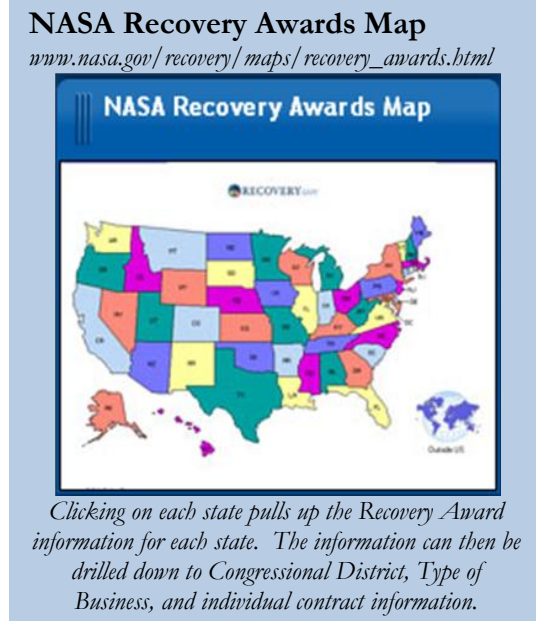 NASA Recovery Awards Map
www.nasa.gov/recovery/maps/recovery_awards.html
NASA Recovery Awards Map
RECOVERY.GOV
Outside US
Clicking on each state pulls up the Recovery Award
information for each state. The information can then be
drilled down to Congressional District, Type of
Business, and individual contract information.